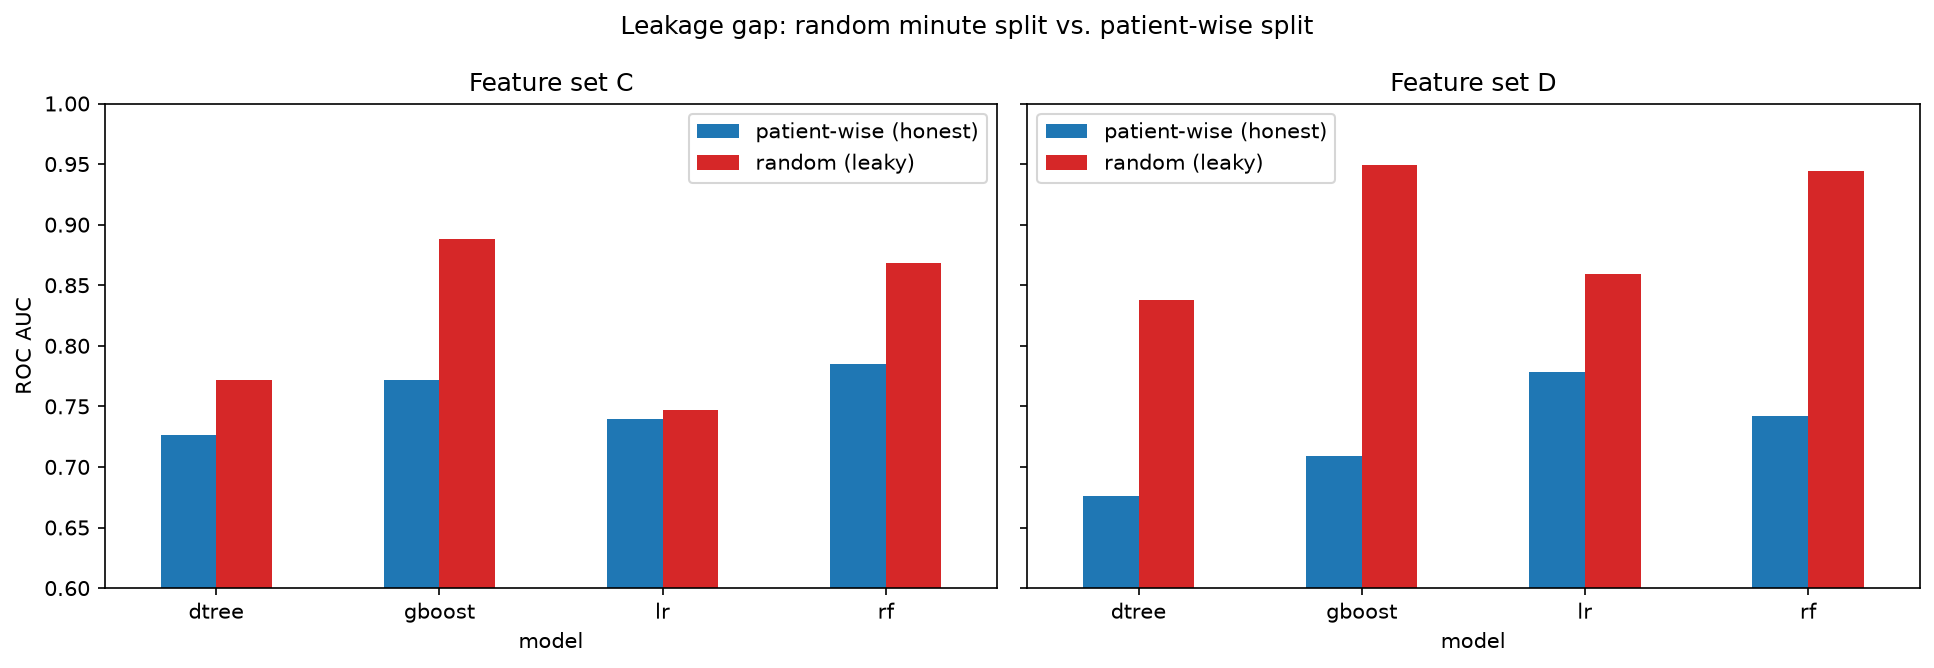 Leakage gap: random minute split vs. patient-wise split
Feature set C
1.00
0.95
0.90
0.85
0.80
0.75
0.70
0.65
0.60
ROC AUC
patient-wise (honest)
random (leaky)
dtree gboost lr rf
model
Feature set D
patient-wise (honest)
random (leaky)
dtree gboost lr rf
model